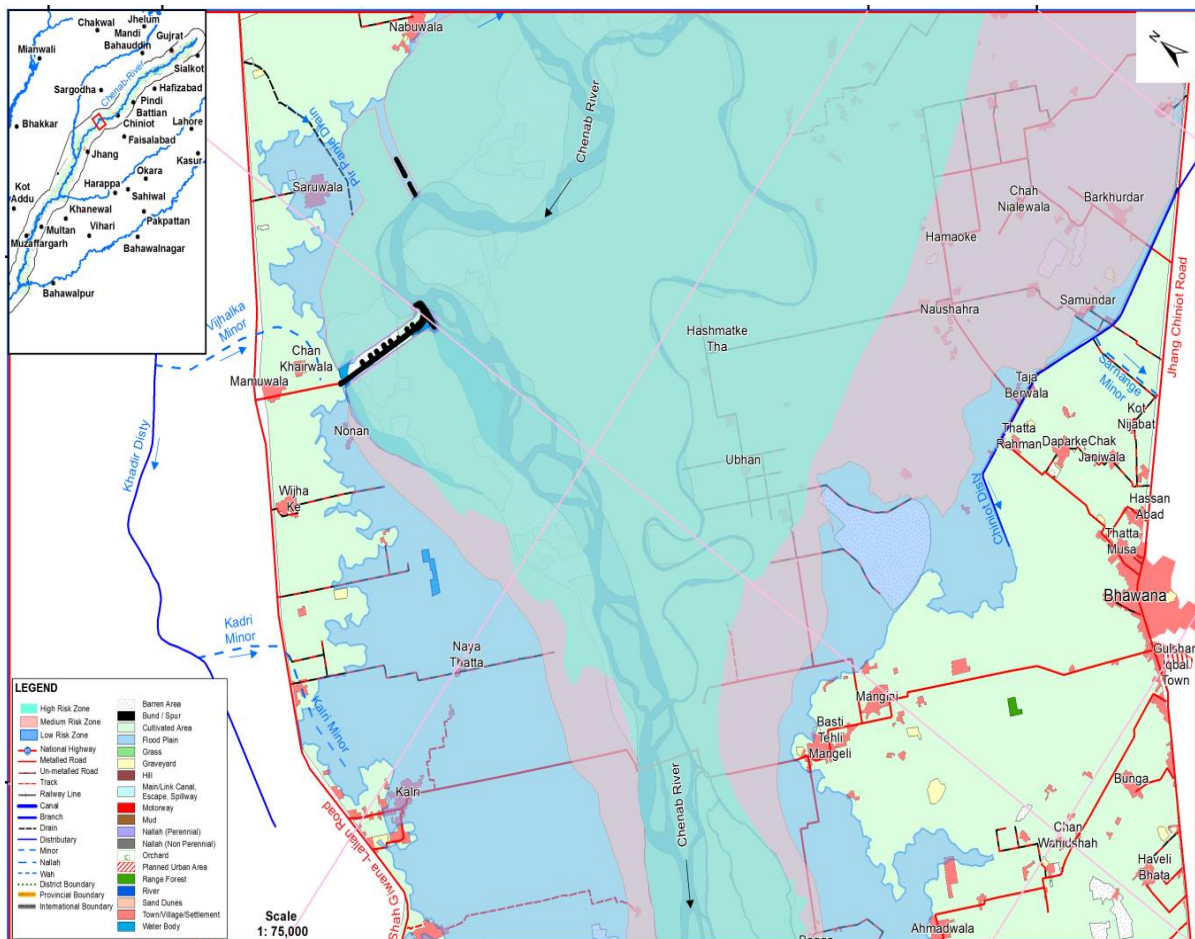 Chakwal
Jhelum
Mandi
Bahauddin
Gujrat
Mianwali
Chenab-River
Sialkot
Sargodha
Hafizabad
Pindi
Battian
Bhakkar
Chiniot
Lahore
Faisalabad
Jhang
Kasur
Okara
Kot
Addu
Harappa
Sahiwal
Khanewal
Pakpattan
Multan
Vihari
Muzaffargarh
Bahawalnagar
Bahawalpur
N
Nabuwala
Pir Panja Drain
Chenab River
Saruwala
Chah
Nialewala
Barkhurdar
Hamaoke
Samundar
Naushahra
Jhang Chiniot Road
Vijhalka
Minor
Hashmatke
Tha
Chan
Khairwala
Mamuwala
Sarhange
Minor
Taja
Berwala
Kot
Nijabat
Nonan
Thatta
Rahman
Daparke
Chak
Janiwala
Khadir Disty
Ubhan
Wijha
Ke
Chiniot Disty
Hassan
Abad
Thatta
Musa
Bhawana
Kadri
Minor
Naya
Thatta
Gulshan
Iqbal
Town
Kalri Minor
Mangini
Basti
Tehli
Mangeli
Bunga
Kalri
Chenab River
Chan
Wahidshah
Haveli
Bhata
Shah Giwana-Lalian Road
Ahmadwala
Scale
1: 75,000
LEGEND
High Risk Zone
Medium Risk Zone
Low Risk Zone
National Highway
Metalled Road
Un-metalled Road
Track
Railway Line
Canal
Branch
Drain
Distributary
Minor
Nallah
Wah
District Boundary
Provincial Boundary
International Boundary
Barren Area
Bund / Spur
Cultivated Area
Flood Plain
Grass
Graveyard
Hill
Main/Link Canal,
Escape, Spillway
Motorway
Mud
Nallah (Perennial)
Nallah (Non Perennial)
Orchard
Planned Urban Area
Range Forest
River
Sand Dunes
Town/Village/Settlement
Water Body